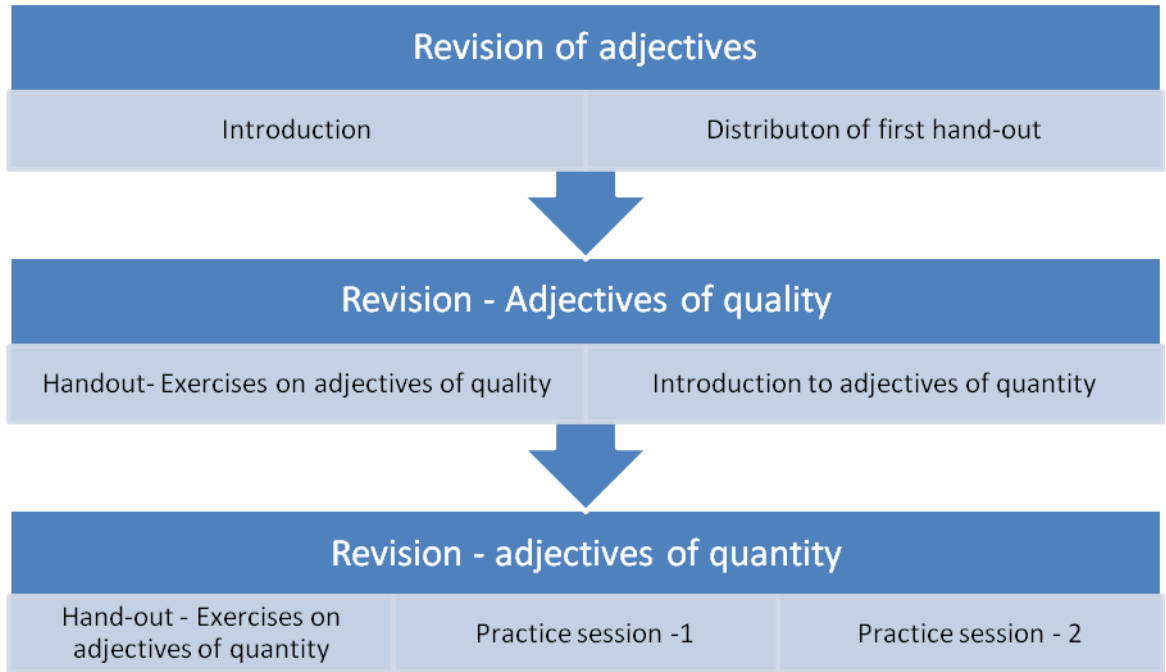 Revision of adjectives
Introduction
Distributon of first hand-out
Revision - Adjectives of quality
Handout- Exercises on adjectives of quality
Introduction to adjectives of quantity
Revision - adjectives of quantity
Hand-out - Exercises on
adjectives of quantity
Practice session -1
Practice session - 2